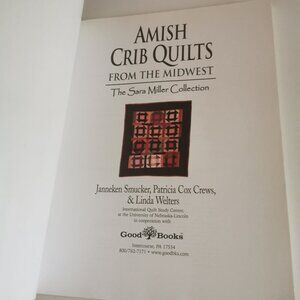 AMISH
CRIB QUILTS
FROM THE MIDWEST
The Sara Miller Collection
Janneken Smucker, Patricia Cox Crews,
& Linda Welters
International Quilt Study Center,
at the University of Nebraska-Lincoln
in cooperation with
Good Books
Intercourse, PA 17534
800/762-7171 • www.goodbks.com